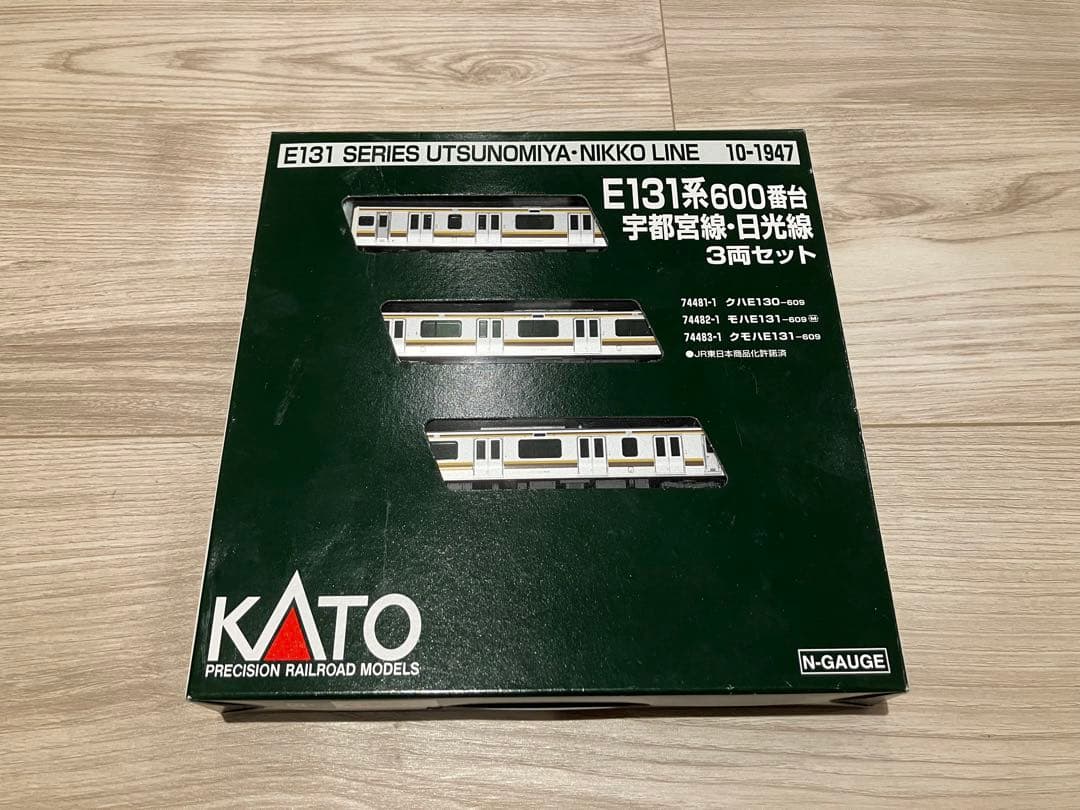 E131 SERIES UTSUNOMIYA・NIKKO LINE 10-1947
E131系600番台
宇都宮線・日光線
3両セット
74481-1 クハE130-609
74482-1 モハE131-609Ⓜ
74483-1 クモハE131-609
●JR東日本商品化許諾済
KATO
PRECISION RAILROAD MODELS
N-GAUGE